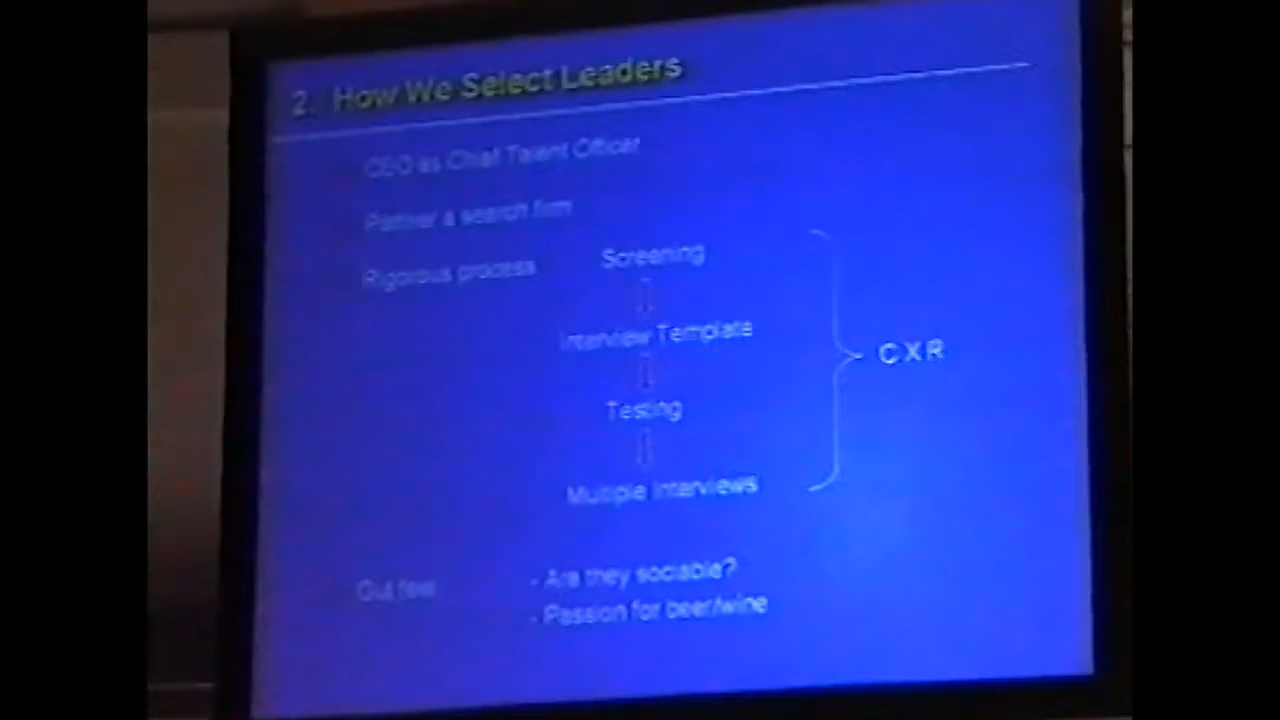 2. How We Select Leaders
CEO as Chief Talent Officer
Partner a search firm
Rigorous process
Screening
Interview Template
Testing
Multiple Interviews
CXR
Gut feel
- Are they sociable?
- Passion for beer/wine